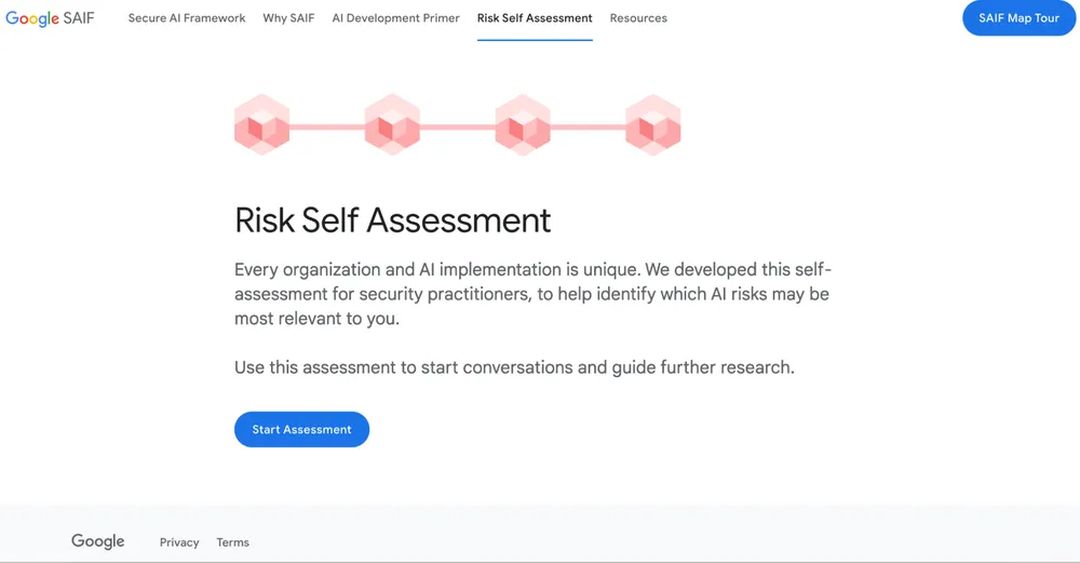 Google SAIF Secure AI Framework Why SAIF AI Development Primer Risk Self Assessment Resources SAIF Map Tour
Risk Self Assessment
Every organization and AI implementation is unique. We developed this self-
assessment for security practitioners, to help identify which AI risks may be
most relevant to you.
Use this assessment to start conversations and guide further research.
Start Assessment
Google Privacy Terms